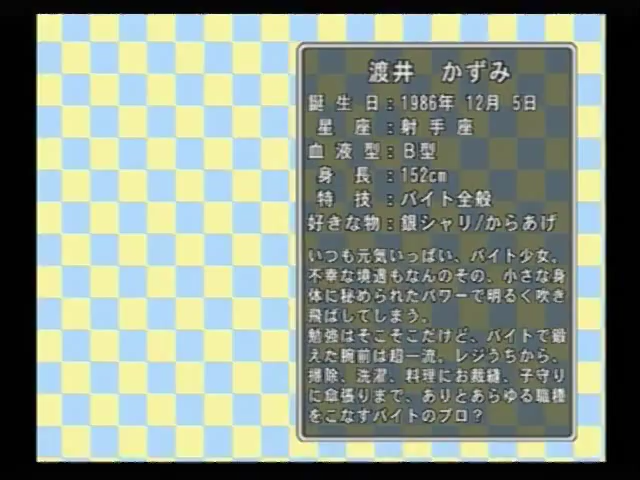 渡井　かずみ
誕生日：1986年 12月 5日
星座：射手座
血液型：B型
身長：152cm
特技：バイト全般
好きな物：銀シャリ/からあげ
いつも元気いっぱい、バイト少女。
不幸な境遇もなんのその、小さな身
体に秘められたパワーで明るく吹き
飛ばしてしまう。
勉強はそこそこだけど、バイトで鍛
えた腕前は超一流。レジうちから、
掃除、洗濯、料理にお裁縫、子守り
に傘張りまで、ありとあらゆる職種
をこなすバイトのプロ？